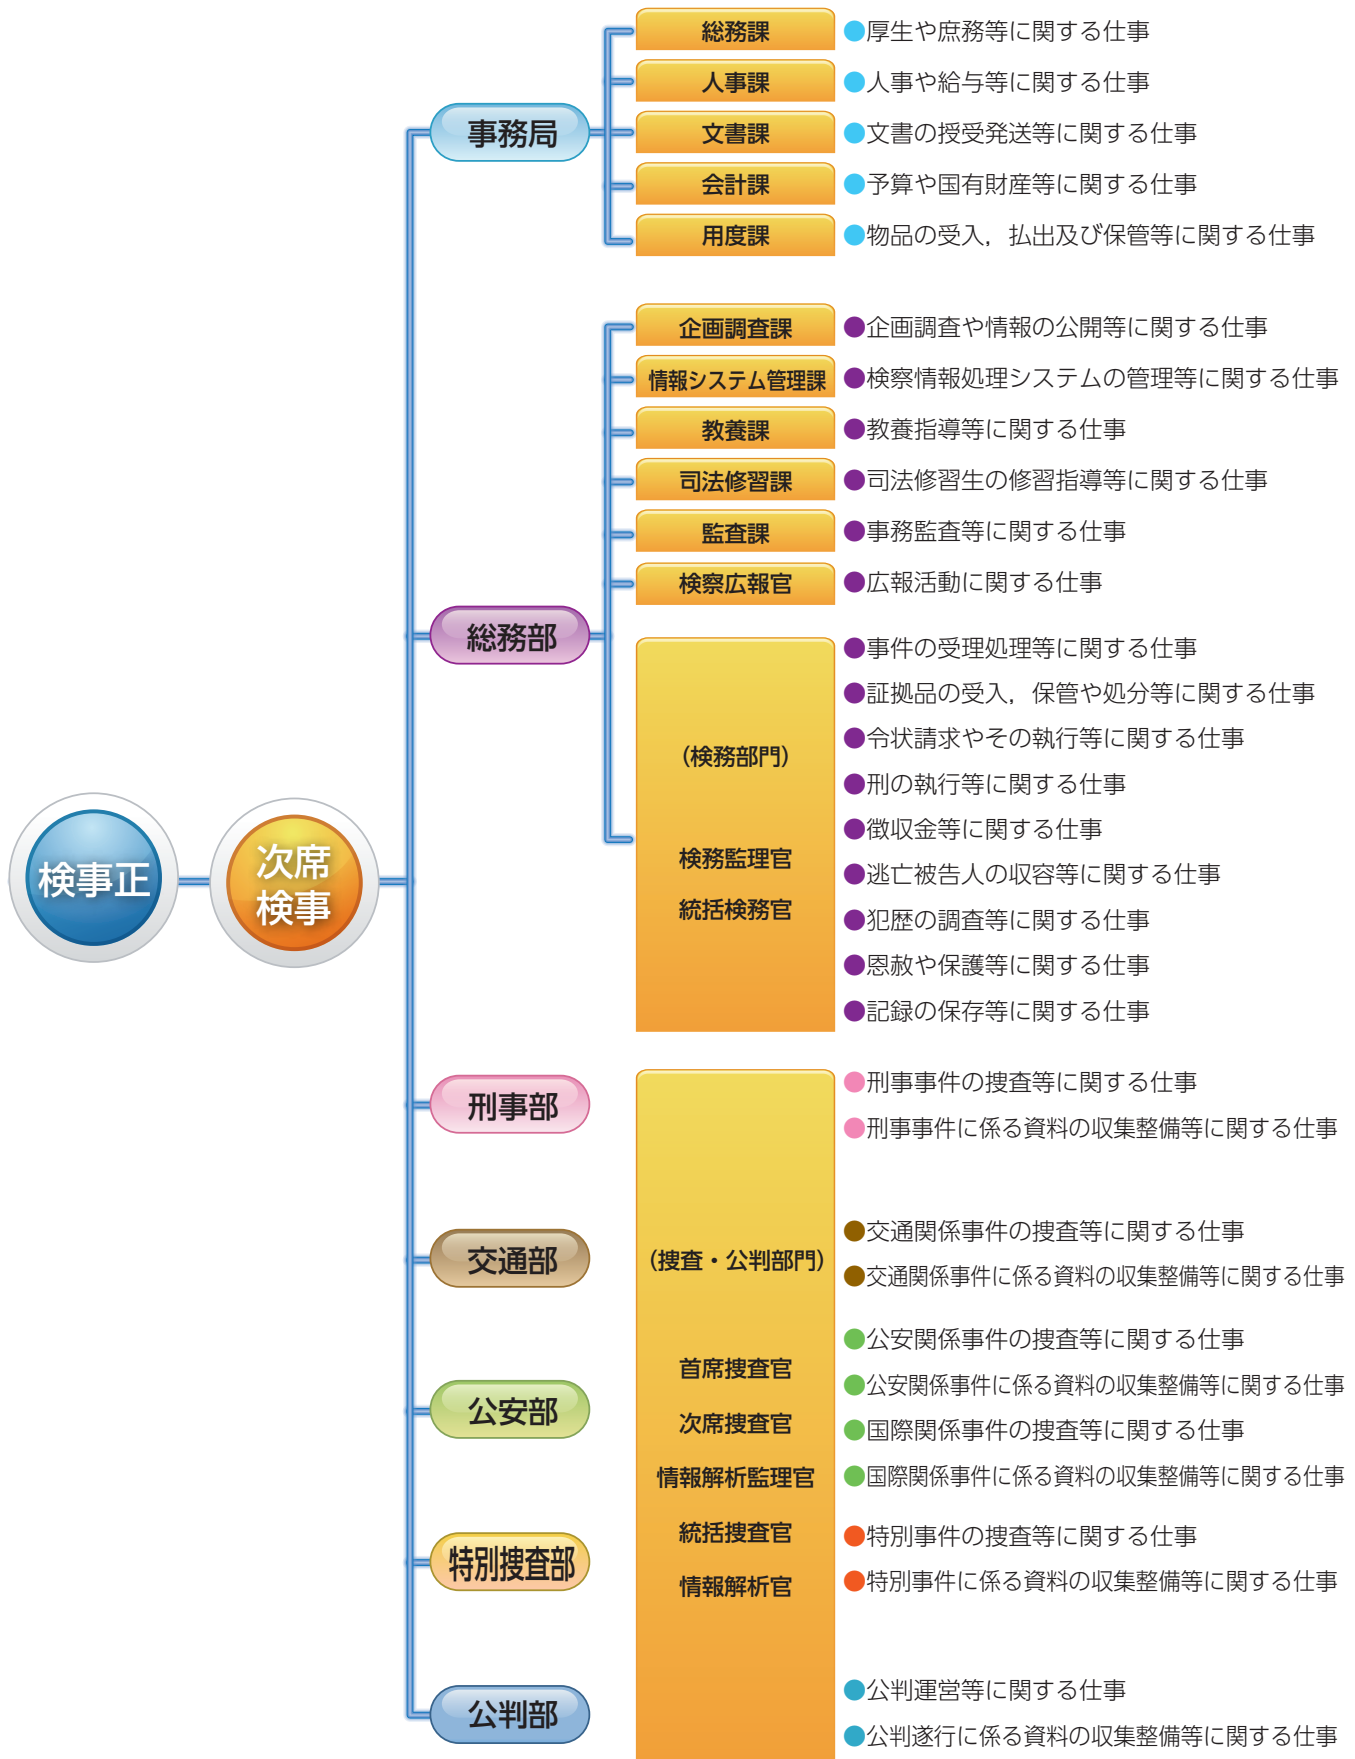 検事正
次席
検事
事務局
総務課
●厚生や庶務等に関する仕事
人事課
●人事や給与等に関する仕事
文書課
●文書の授受発送等に関する仕事
会計課
●予算や国有財産等に関する仕事
用度課
●物品の受入，払出及び保管等に関する仕事
総務部
企画調査課
●企画調査や情報の公開等に関する仕事
情報システム管理課
●検察情報処理システムの管理等に関する仕事
教養課
●教養指導等に関する仕事
司法修習課
●司法修習生の修習指導等に関する仕事
監査課
●事務監査等に関する仕事
検察広報官
●広報活動に関する仕事
（検務部門）
検務監理官
統括検務官
●事件の受理処理等に関する仕事
●証拠品の受入，保管や処分等に関する仕事
●令状請求やその執行等に関する仕事
●刑の執行等に関する仕事
●徴収金等に関する仕事
●逃亡被告人の収容等に関する仕事
●犯歴の調査等に関する仕事
●恩赦や保護等に関する仕事
●記録の保存等に関する仕事
刑事部
交通部
公安部
特別捜査部
公判部
（捜査・公判部門）
首席捜査官
次席捜査官
情報解析監理官
統括捜査官
情報解析官
●刑事事件の捜査等に関する仕事
●刑事事件に係る資料の収集整備等に関する仕事
●交通関係事件の捜査等に関する仕事
●交通関係事件に係る資料の収集整備等に関する仕事
●公安関係事件の捜査等に関する仕事
●公安関係事件に係る資料の収集整備等に関する仕事
●国際関係事件の捜査等に関する仕事
●国際関係事件に係る資料の収集整備等に関する仕事
●特別事件の捜査等に関する仕事
●特別事件に係る資料の収集整備等に関する仕事
●公判運営等に関する仕事
●公判遂行に係る資料の収集整備等に関する仕事